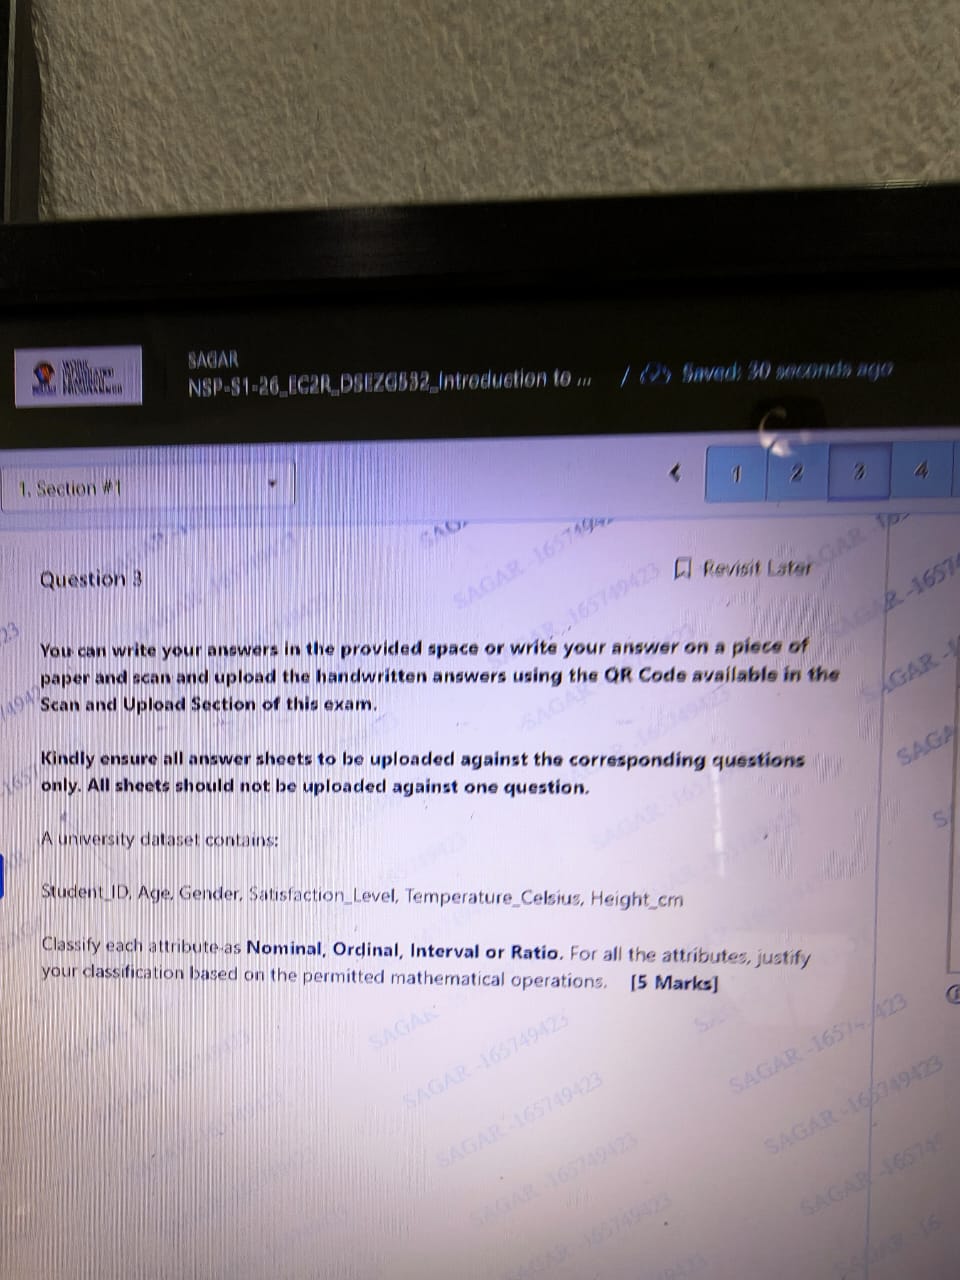 SAGAR
NSP-S1-26_EC2R_DSEZG532_Introduction to ... / Saved: 30 seconds ago
1. Section #1
1 2 3 4
Question 3
Revisit Later
You can write your answers in the provided space or write your answer on a piece of
paper and scan and upload the handwritten answers using the QR Code available in the
Scan and Upload Section of this exam.
Kindly ensure all answer sheets to be uploaded against the corresponding questions
only. All sheets should not be uploaded against one question.
A university dataset contains:
Student_ID, Age, Gender, Satisfaction_Level, Temperature_Celsius, Height_cm
Classify each attribute as Nominal, Ordinal, Interval or Ratio. For all the attributes, justify
your classification based on the permitted mathematical operations. [5 Marks]
SAGAR -165749423
SAGAR -165749423
SAGAR -165749423
SAGAR -165749423